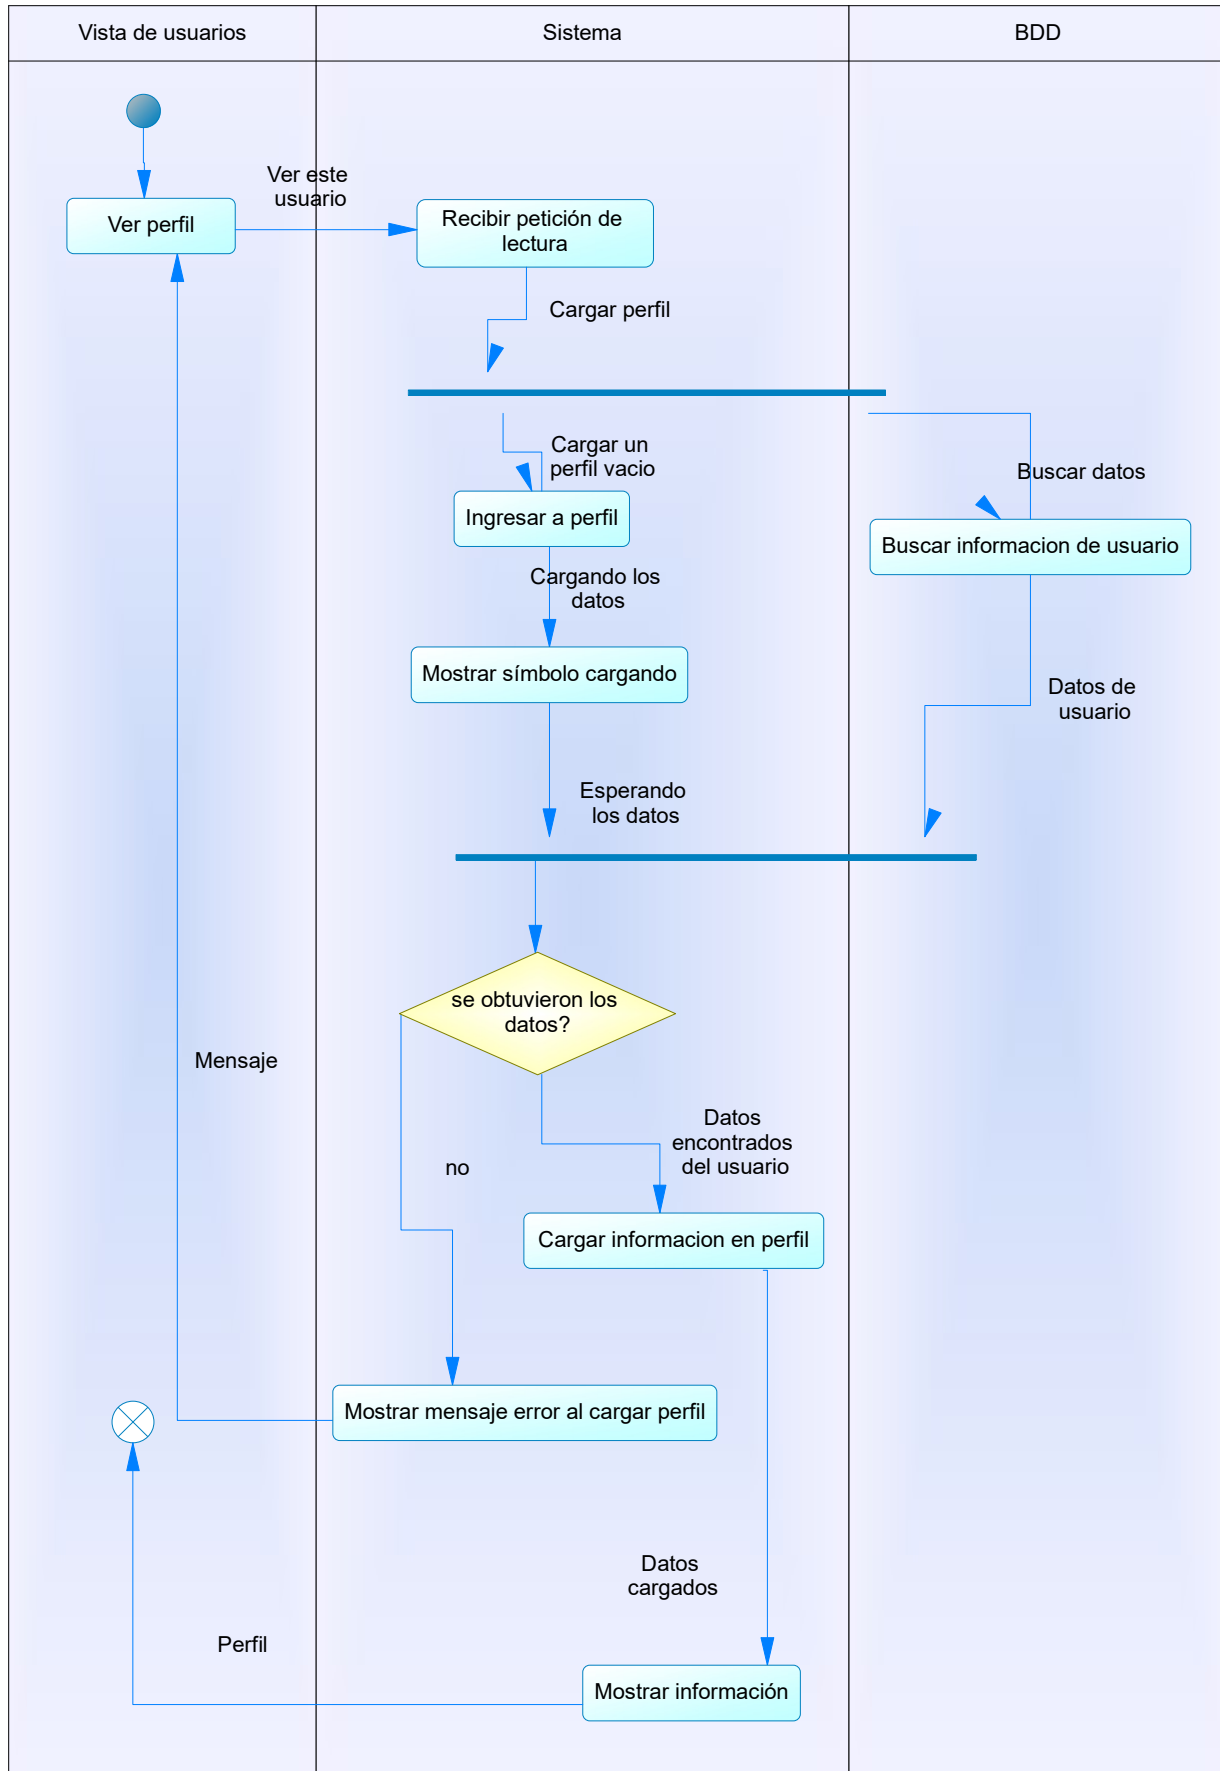 Vista de usuarios
Sistema
BDD
Ver este
usuario
Ver perfil
Recibir petición de
lectura
Cargar perfil
Cargar un
perfil vacio
Buscar datos
Ingresar a perfil
Buscar informacion de usuario
Cargando los
datos
Mostrar símbolo cargando
Datos de
usuario
Esperando
los datos
se obtuvieron los
datos?
Mensaje
Datos
encontrados
del usuario
no
Cargar informacion en perfil
Mostrar mensaje error al cargar perfil
Datos
cargados
Perfil
Mostrar información